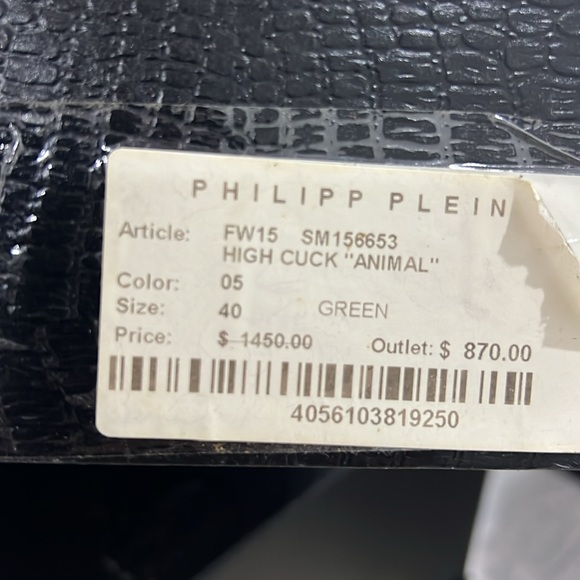 PHILIPP PLEIN
Article: FW15 SM156653
HIGH CUCK "ANIMAL"
Color: 05
Size: 40 GREEN
Price: $ 1450.00 Outlet: $ 870.00
4056103819250